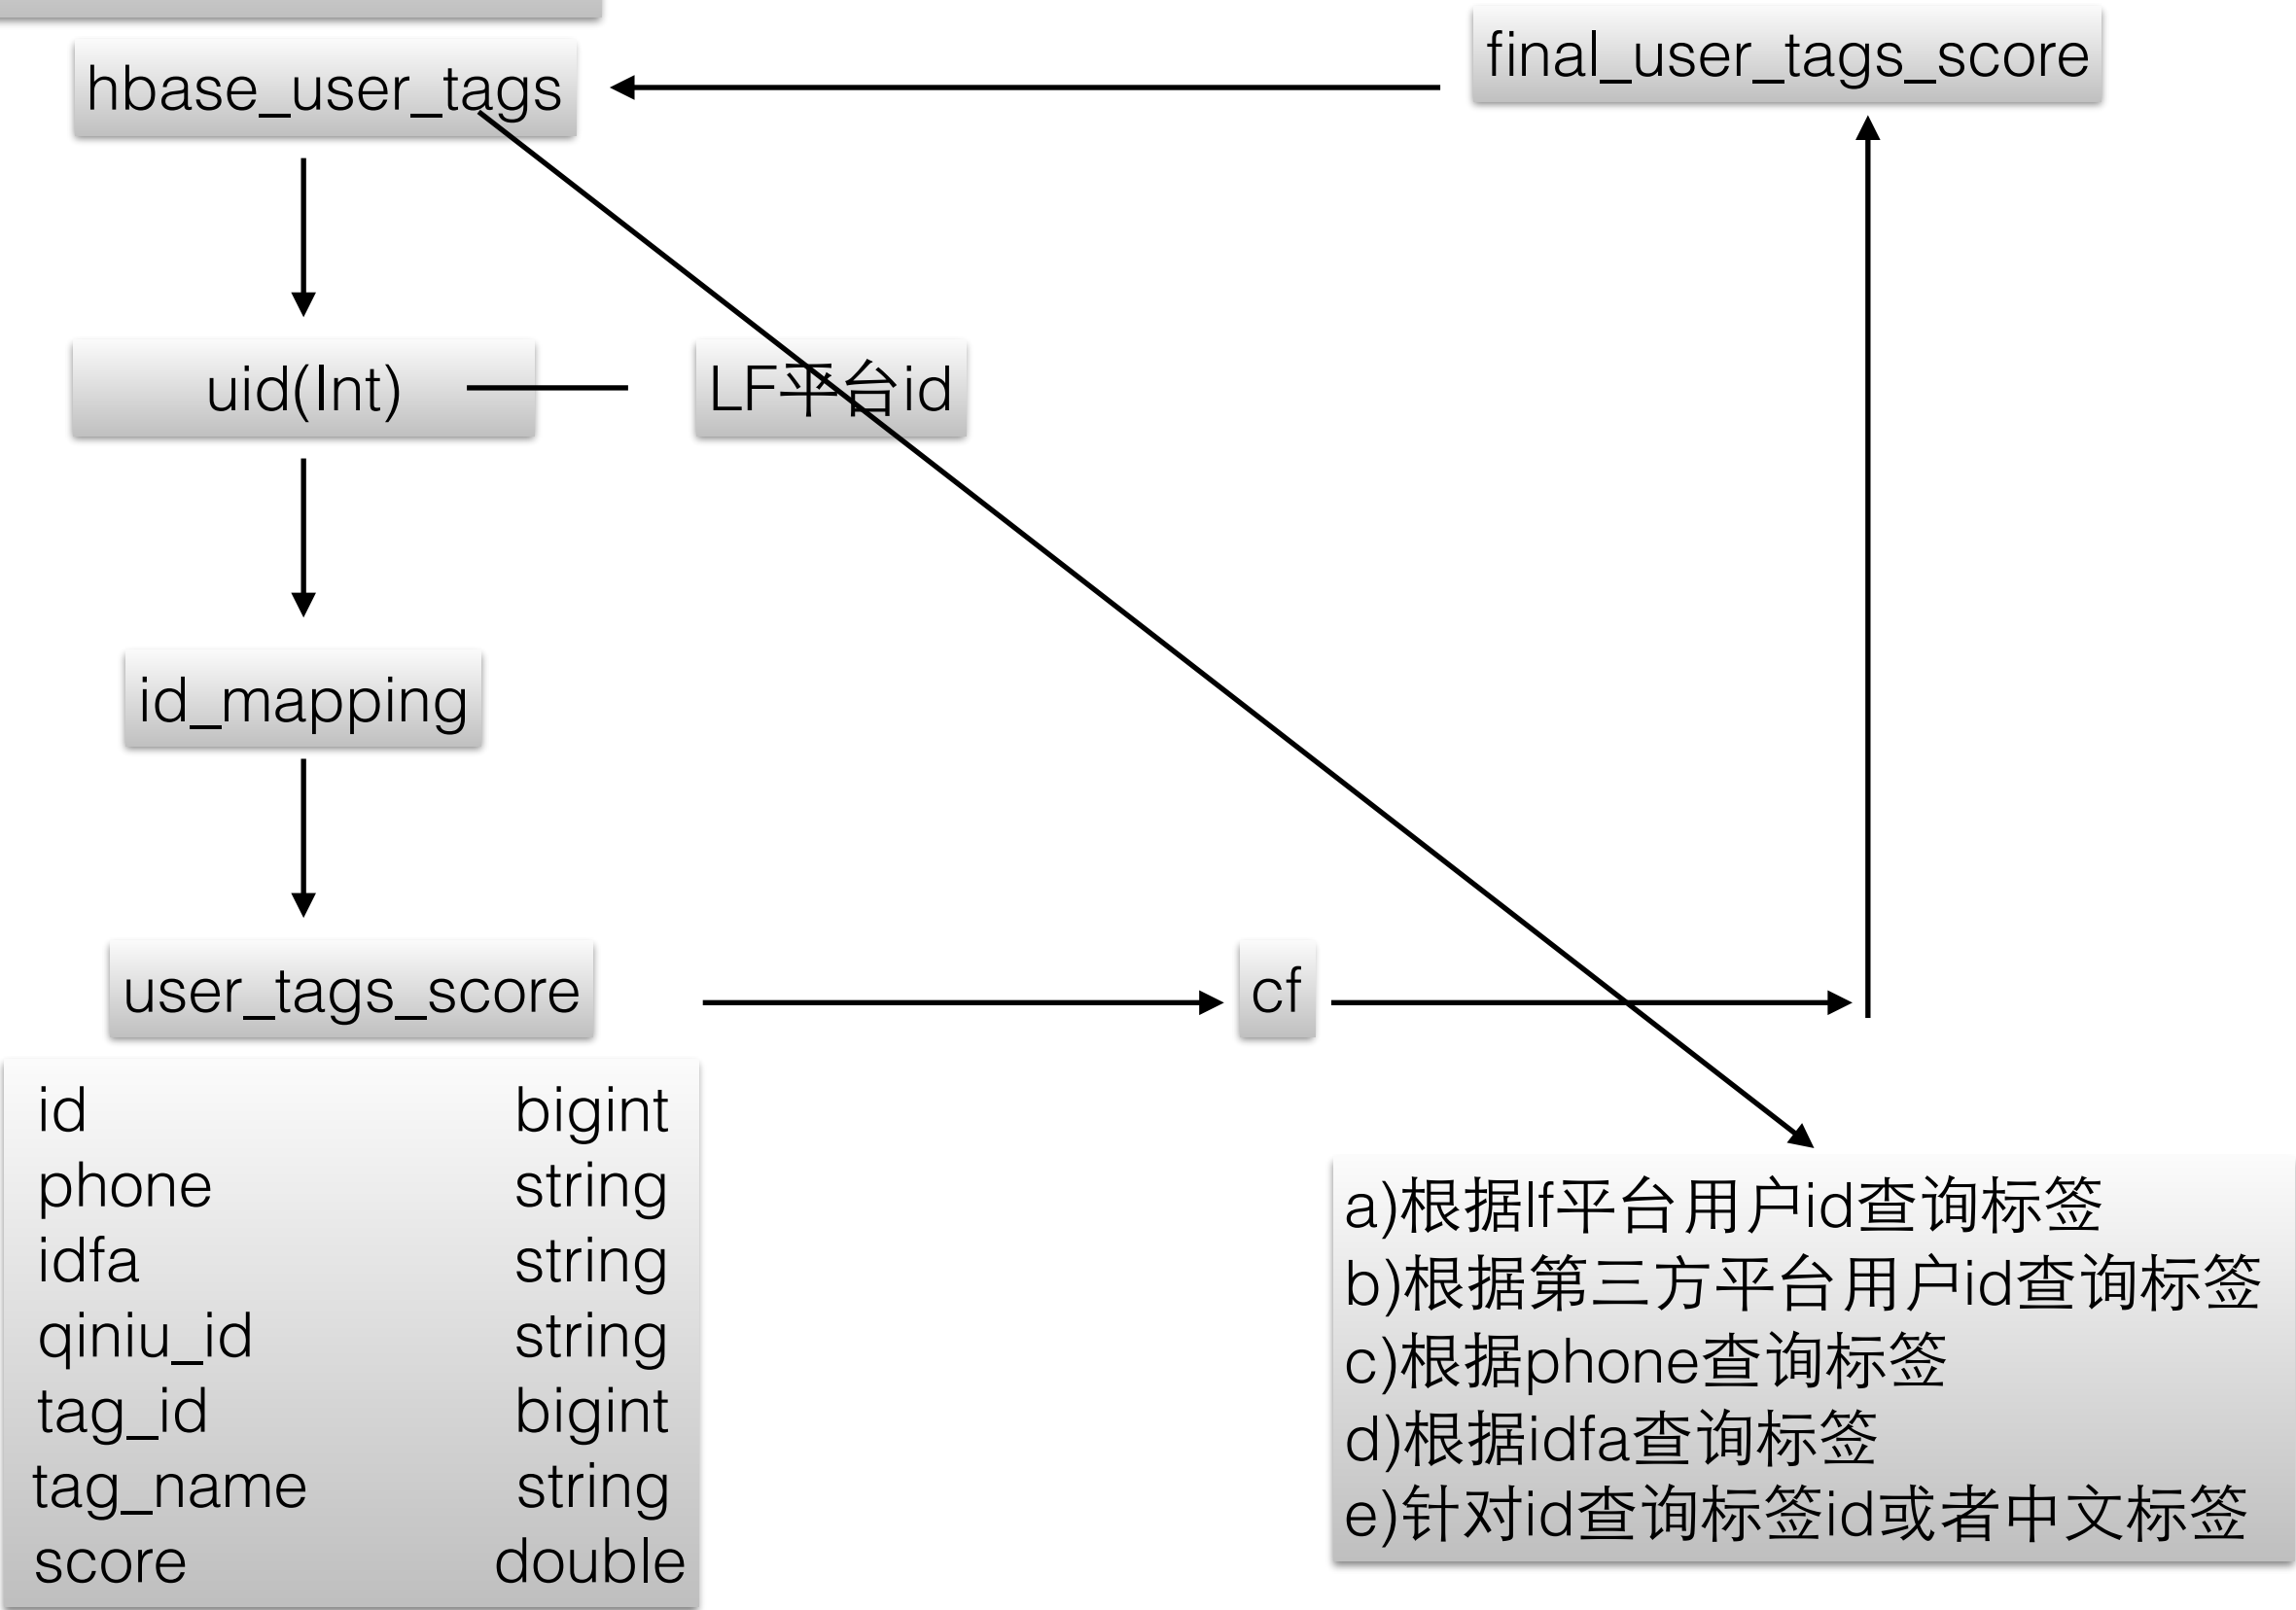 hbase_user_tags
final_user_tags_score
uid(Int)
LF平台id
id_mapping
user_tags_score
cf
id bigint
phone string
idfa string
qiniu_id string
tag_id bigint
tag_name string
score double
a)根据lf平台用户id查询标签
b)根据第三方平台用户id查询标签
c)根据phone查询标签
d)根据idfa查询标签
e)针对id查询标签id或者中文标签